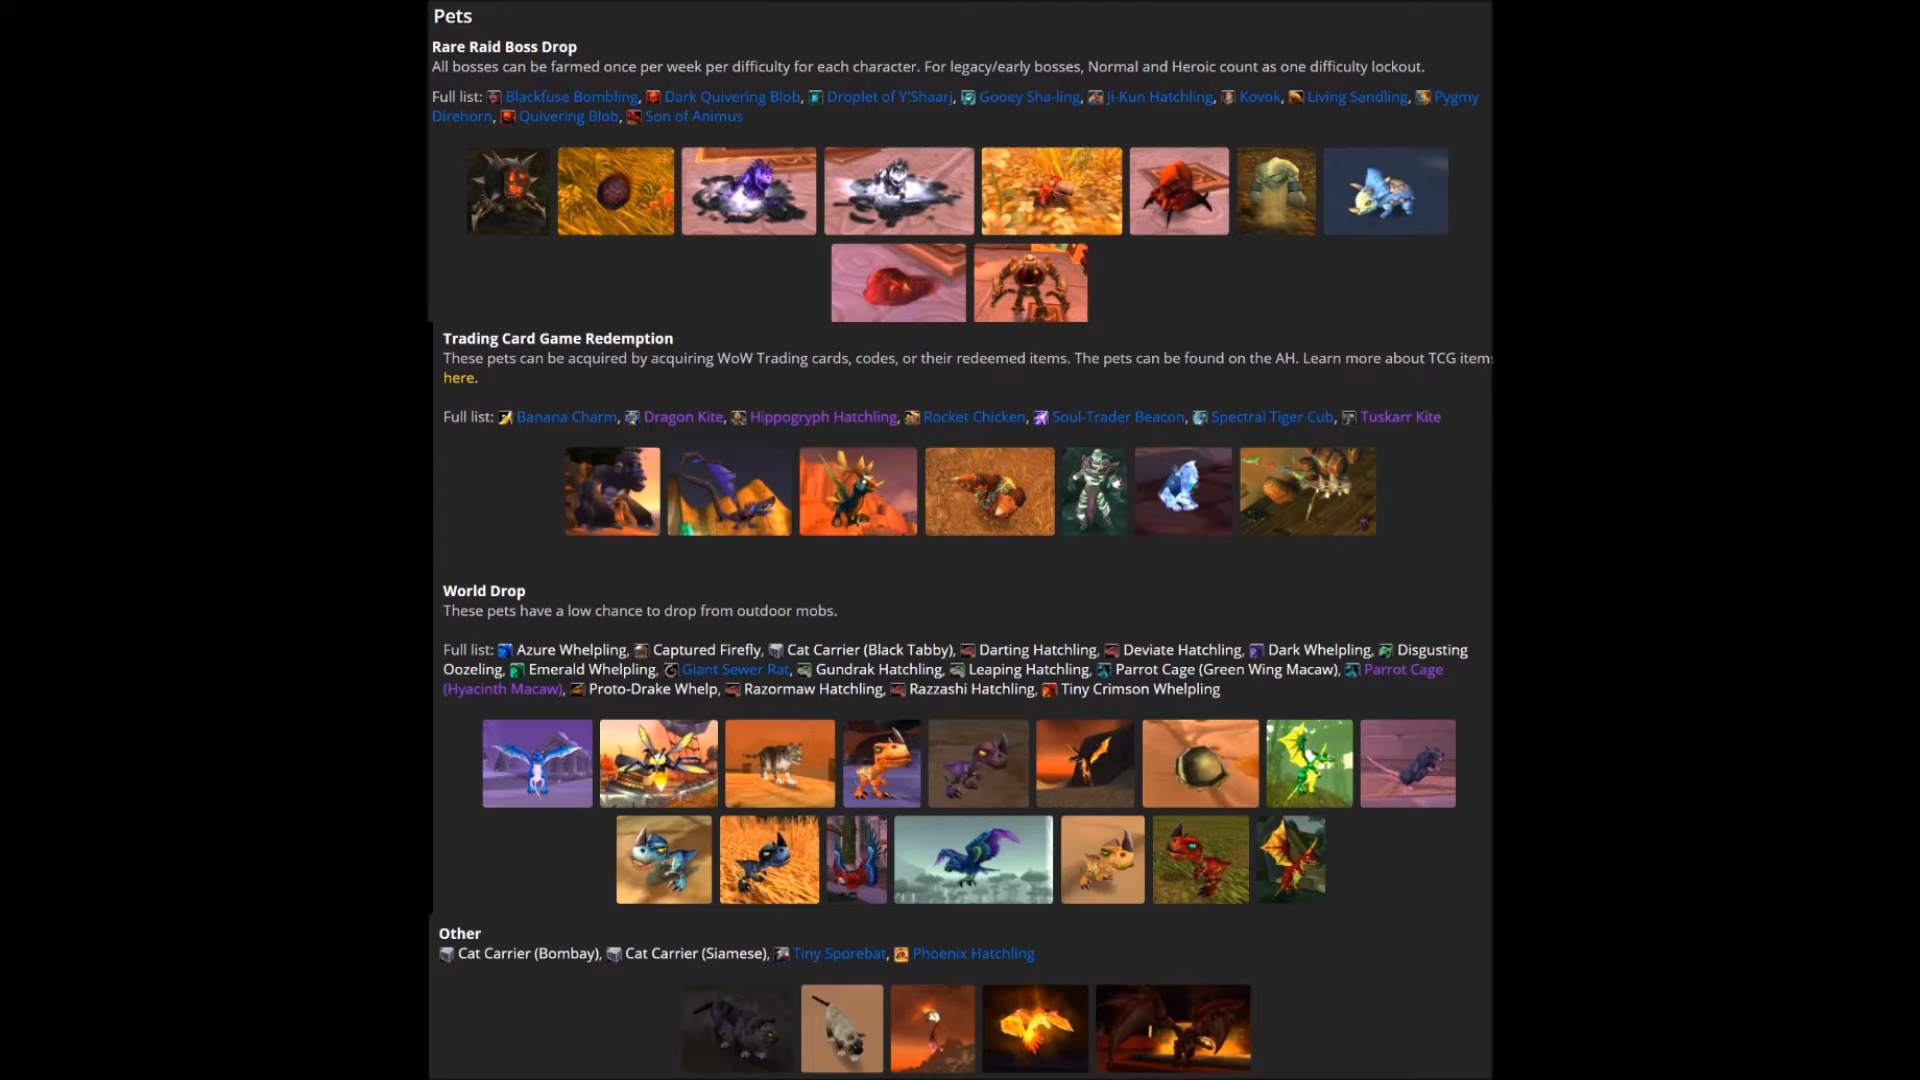 Pets
Rare Raid Boss Drop
All bosses can be farmed once per week per difficulty for each character. For legacy/early bosses, Normal and Heroic count as one difficulty lockout.
Full list: Blackfuse Bombling, Dark Quivering Blob, Droplet of Y'Shaarj, Gooey Sha-ling, Ji-Kun Hatchling, Kovok, Living Sandling, Pygmy
Direhorn, Quivering Blob, Son of Animus
Trading Card Game Redemption
These pets can be acquired by acquiring WoW Trading cards, codes, or their redeemed items. The pets can be found on the AH. Learn more about TCG items
here.
Full list: Banana Charm, Dragon Kite, Hippogryph Hatchling, Rocket Chicken, Soul-Trader Beacon, Spectral Tiger Cub, Tuskarr Kite
World Drop
These pets have a low chance to drop from outdoor mobs.
Full list: Azure Whelpling, Captured Firefly, Cat Carrier (Black Tabby), Darting Hatchling, Deviate Hatchling, Dark Whelpling, Disgusting
Oozeling, Emerald Whelpling, Giant Sewer Rat, Gundrak Hatchling, Leaping Hatchling, Parrot Cage (Green Wing Macaw), Parrot Cage
(Hyacinth Macaw), Proto-Drake Whelp, Razormaw Hatchling, Razzashi Hatchling, Tiny Crimson Whelpling
Other
Cat Carrier (Bombay), Cat Carrier (Siamese), Tiny Sporebat, Phoenix Hatchling